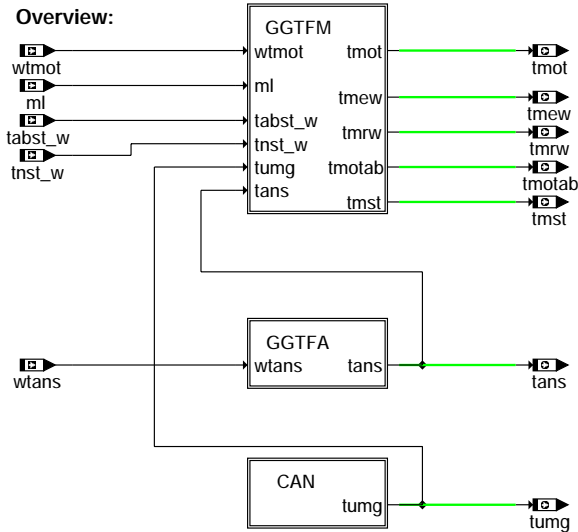 Overview:
GGTFM
wtmot
wtmot
tmot
tmot
ml
ml
tmew
tmew
tabst_w
tabst_w
tmrw
tmrw
tnst_w
tnst_w
tumg
tmotab
tmotab
tans
tmst
tmst
GGTFA
wtans
wtans
tans
tans
CAN
tumg
tumg